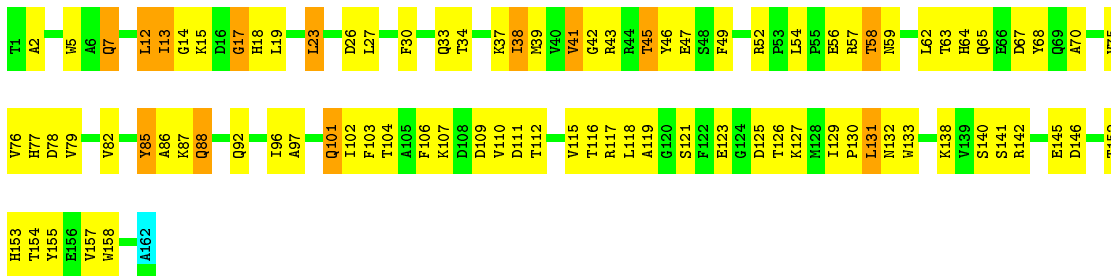 T1 A2 W5 A6 Q7 L12 I13 G14 K15 D16 G17 H18 L19 L23 D26 L27 F30 Q33 T34 K37 I38 M39 V40 V41 G42 R43 R44 T45 Y46 E47 S48 F49 R52 P53 L54 P55 E56 R57 T58 N59 L62 T63 H64 Q65 E66 D67 Y68 Q69 A70
V76 H77 D78 V79 V82 Y85 A86 K87 Q88 Q92 I96 A97 Q101 I102 F103 T104 A105 F106 K107 D108 D109 V110 D111 T112 V115 T116 R117 L118 A119 G120 S121 F122 E123 G124 D125 T126 K127 M128 I129 P130 L131 N132 W133 K138 V139 S140 S141 R142 E145 D146
H153 T154 Y155 E156 V157 W158 A162